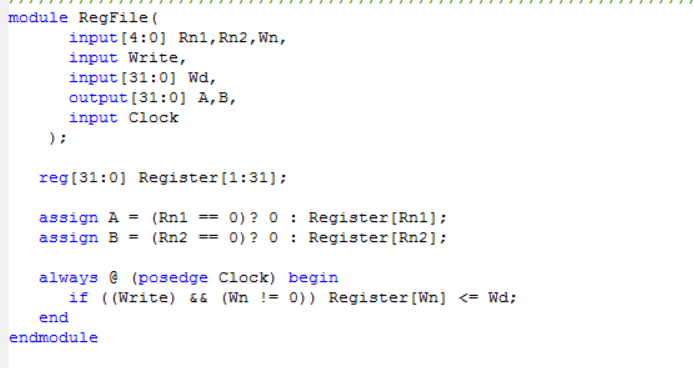 module RegFile(
input[4:0] Rn1,Rn2,Wn,
input Write,
input[31:0] Wd,
output[31:0] A,B,
input Clock
);
reg[31:0] Register[1:31];
assign A = (Rn1 == 0)? 0 : Register[Rn1];
assign B = (Rn2 == 0)? 0 : Register[Rn2];
always @ (posedge Clock) begin
if ((Write) && (Wn != 0)) Register[Wn] <= Wd;
end
endmodule